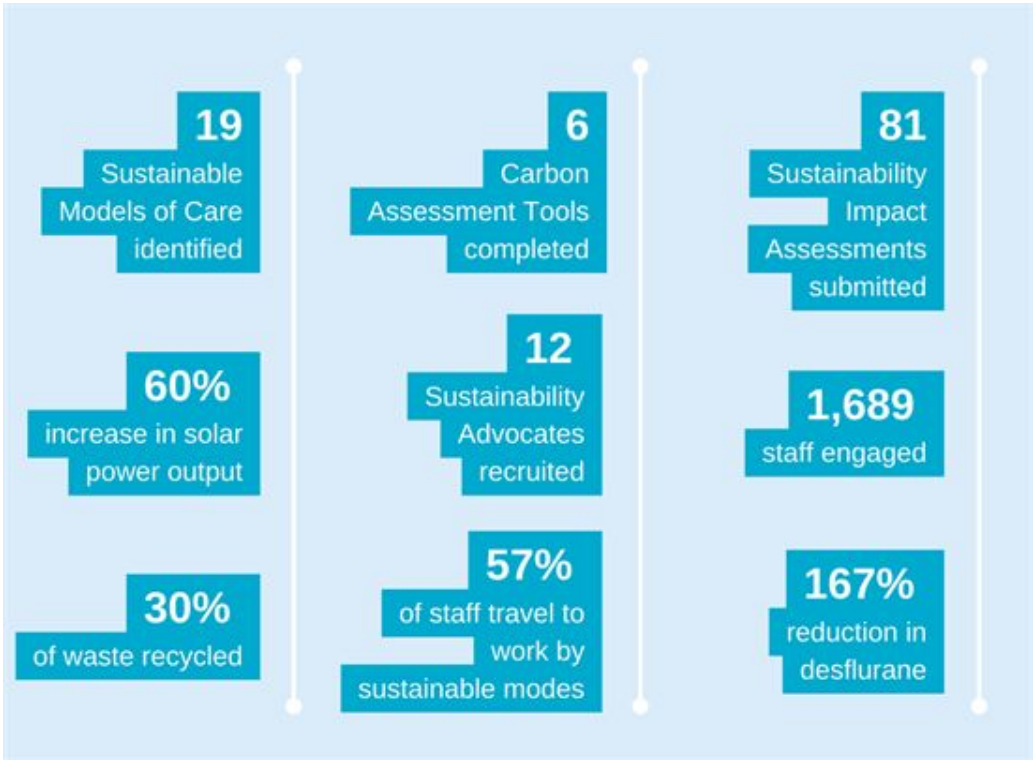 19
Sustainable
Models of Care
identified
60%
increase in solar
power output
30%
of waste recycled
6
Carbon
Assessment Tools
completed
12
Sustainability
Advocates
recruited
57%
of staff travel to
work by
sustainable modes
81
Sustainability
Impact
Assessments
submitted
1,689
staff engaged
167%
reduction in
desflurane